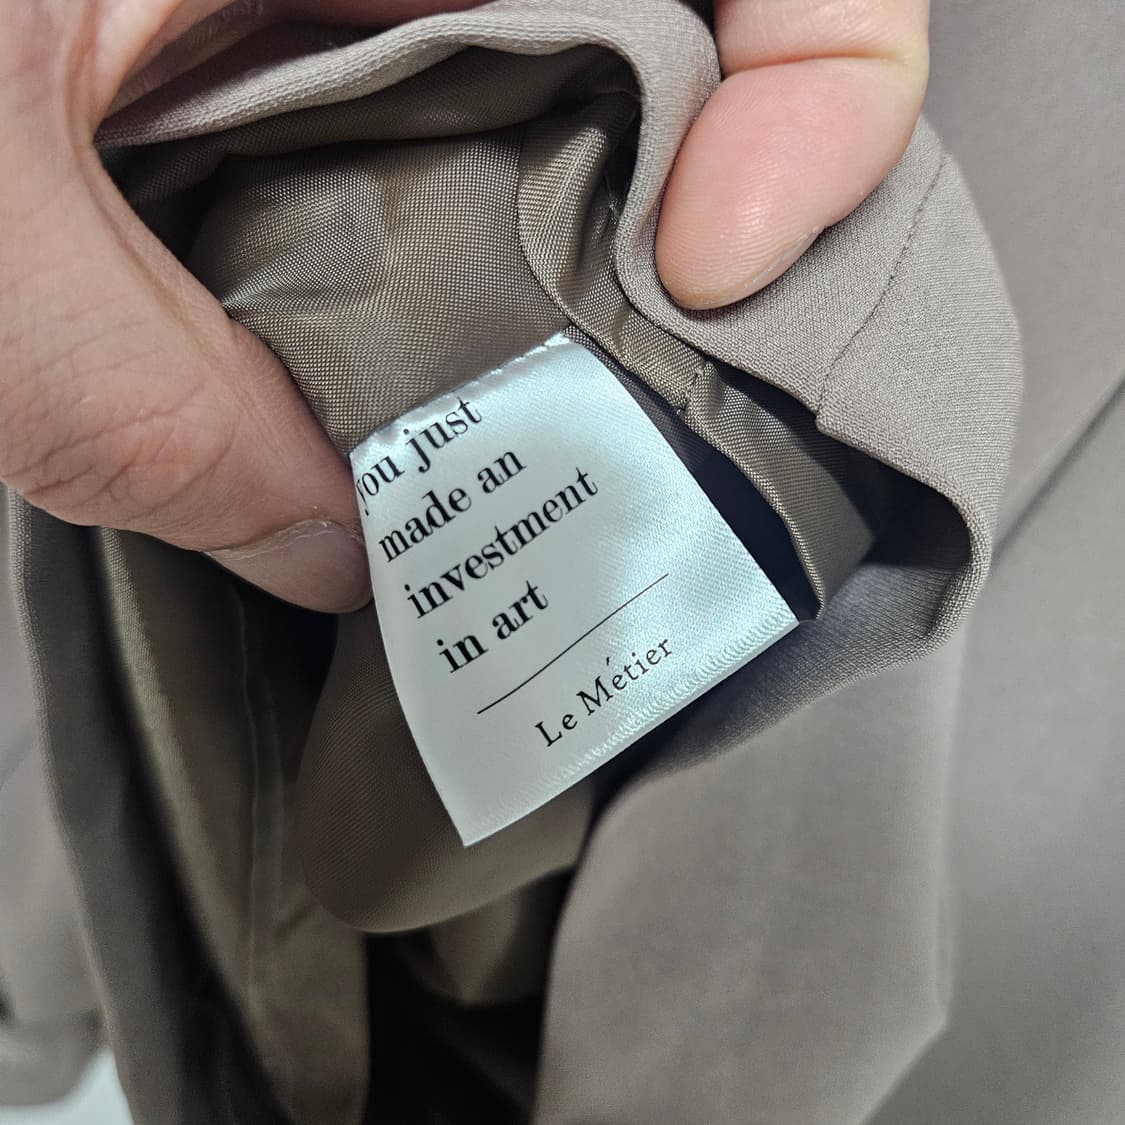 you just
made an
investment
in art
Le Métier